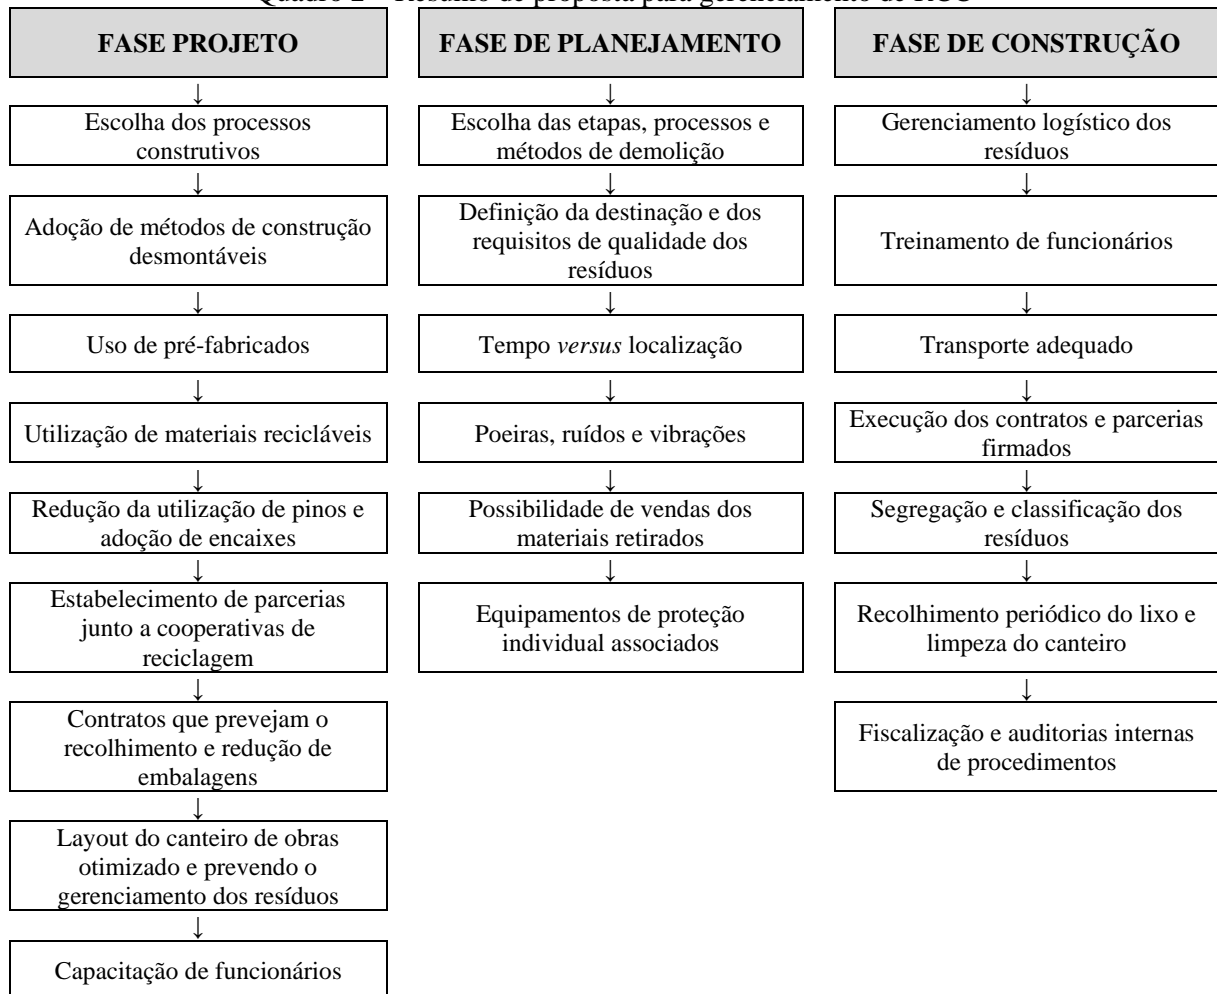 Quadro 2 – Resumo de proposta para gerenciamento de RCC
FASE PROJETO
↓
Escolha dos processos
construtivos
↓
Adoção de métodos de construção
desmontáveis
↓
Uso de pré-fabricados
↓
Utilização de materiais recicláveis
↓
Redução da utilização de pinos e
adoção de encaixes
↓
Estabelecimento de parcerias
junto a cooperativas de
reciclagem
↓
Contratos que prevejam o
recolhimento e redução de
embalagens
↓
Layout do canteiro de obras
otimizado e prevendo o
gerenciamento dos resíduos
↓
Capacitação de funcionários
FASE DE PLANEJAMENTO
↓
Escolha das etapas, processos e
métodos de demolição
↓
Definição da destinação e dos
requisitos de qualidade dos
resíduos
↓
Tempo versus localização
↓
Poeiras, ruídos e vibrações
↓
Possibilidade de vendas dos
materiais retirados
↓
Equipamentos de proteção
individual associados
FASE DE CONSTRUÇÃO
↓
Gerenciamento logístico dos
resíduos
↓
Treinamento de funcionários
↓
Transporte adequado
↓
Execução dos contratos e parcerias
firmados
↓
Segregação e classificação dos
resíduos
↓
Recolhimento periódico do lixo e
limpeza do canteiro
↓
Fiscalização e auditorias internas
de procedimentos